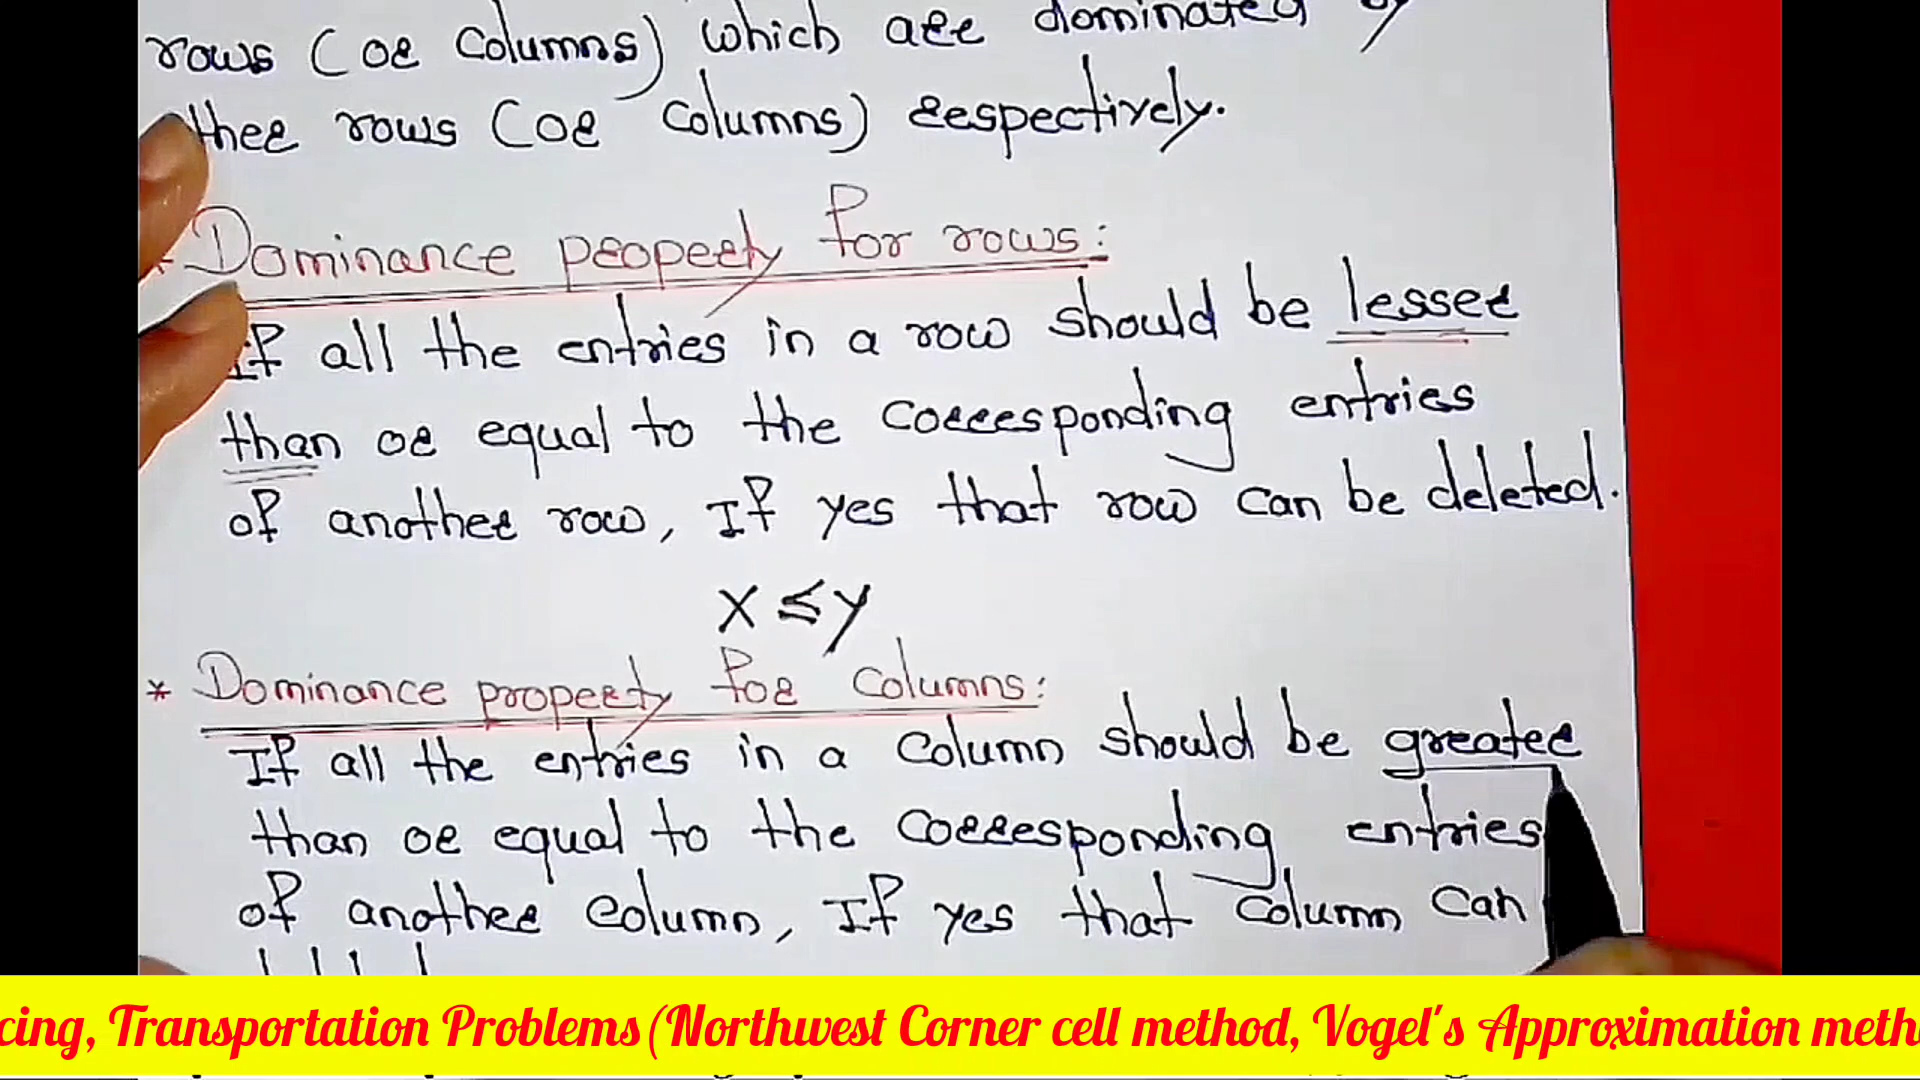 rows (or columns) which are dominated by
other rows (or columns) respectively.
* Dominance property for rows:
If all the entries in a row should be lesser
than or equal to the corresponding entries
of another row, If yes that row can be deleted.
X ≤ Y
* Dominance property for columns:
If all the entries in a column should be greater
than or equal to the corresponding entries
of another column, If yes that column can
cing, Transportation Problems(Northwest Corner cell method, Vogel's Approximation meth